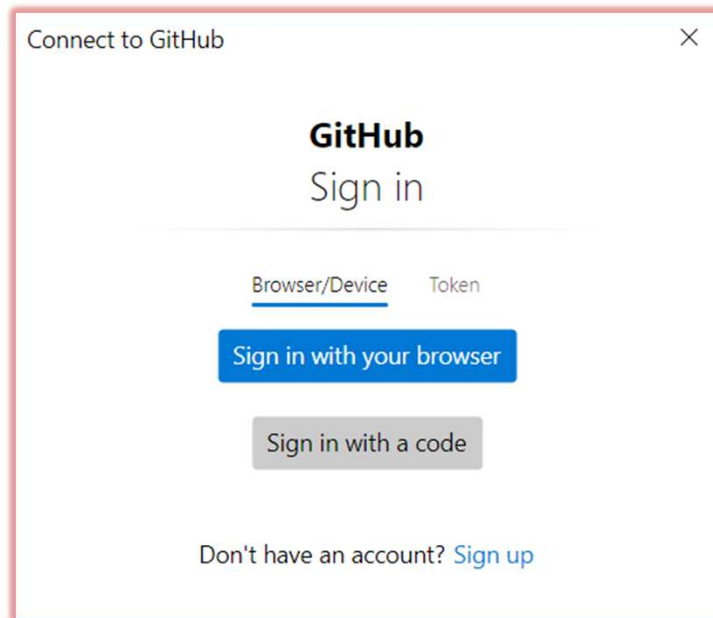 Connect to GitHub
GitHub
Sign in
Browser/Device Token
Sign in with your browser
Sign in with a code
Don't have an account? Sign up